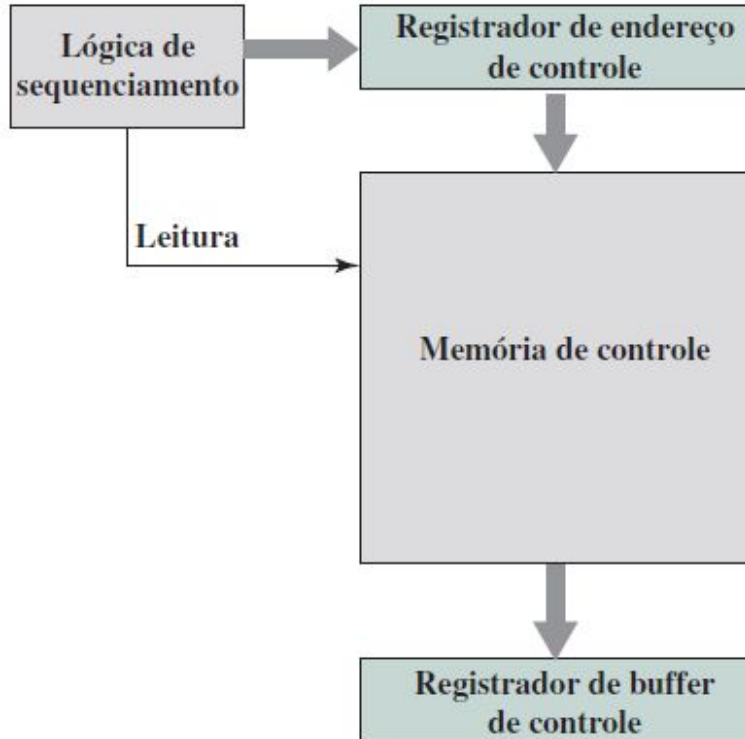 Lógica de
sequenciamento
Registrador de endereço
de controle
Leitura
Memória de controle
Registrador de buffer
de controle